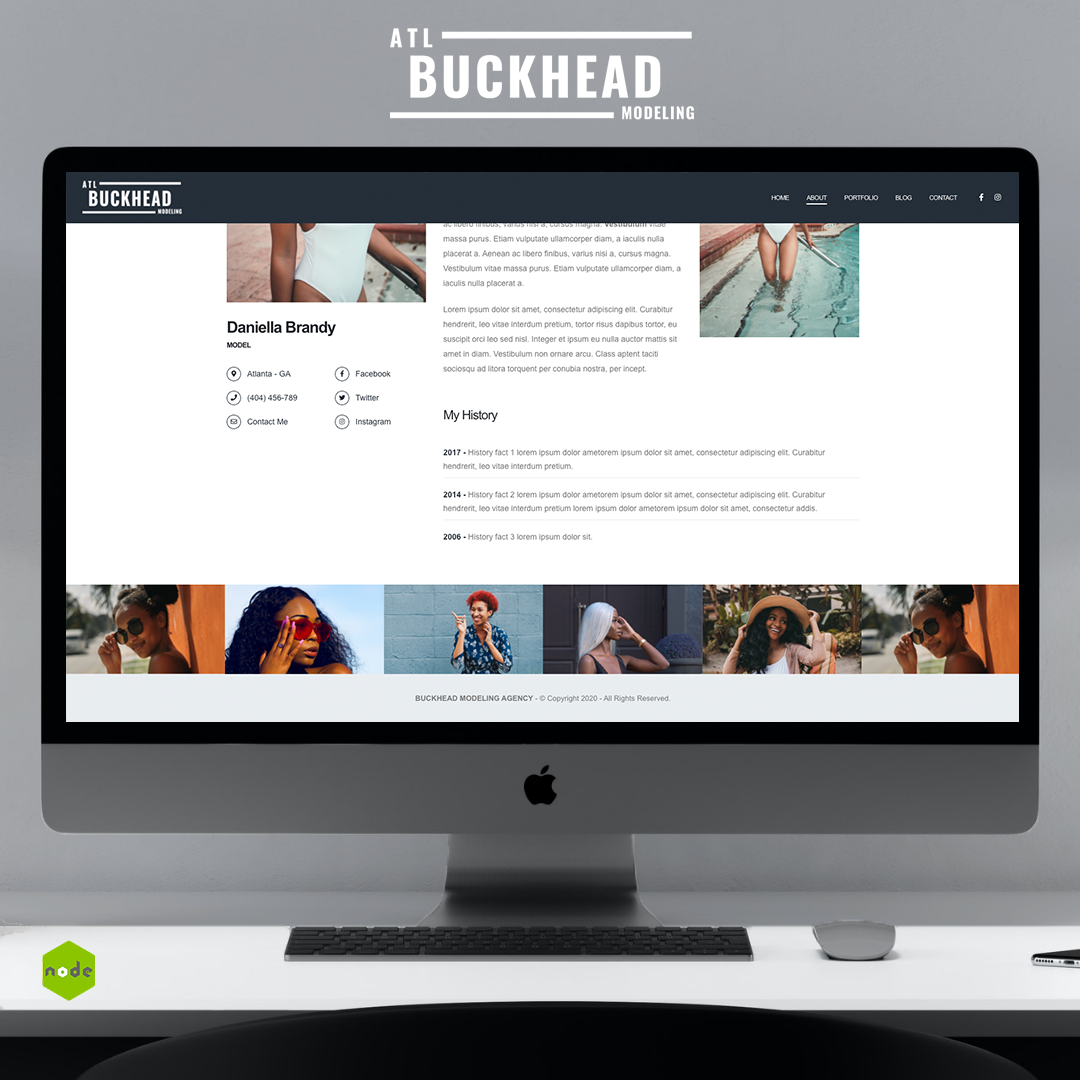 ATL
BUCKHEAD
MODELING
ATL
BUCKHEAD
MODELING
HOME ABOUT PORTFOLIO BLOG CONTACT
ac libero finibus, varius nisi a, cursus magna. Vestibulum vitae
massa purus. Etiam vulputate ullamcorper diam, a iaculis nulla
placerat a. Aenean ac libero finibus, varius nisi a, cursus magna.
Vestibulum vitae massa purus. Etiam vulputate ullamcorper diam, a
iaculis nulla placerat a.
Lorem ipsum dolor sit amet, consectetur adipiscing elit. Curabitur
hendrerit, leo vitae interdum pretium, tortor risus dapibus tortor, eu
suscipit orci leo sed nisl. Integer et ipsum eu nulla auctor mattis sit
amet in diam. Vestibulum non ornare arcu. Class aptent taciti
sociosqu ad litora torquent per conubia nostra, per incept.
Daniella Brandy
MODEL
Atlanta - GA
Facebook
(404) 456-789
Twitter
Contact Me
Instagram
My History
2017 - History fact 1 lorem ipsum dolor ametorem ipsum dolor sit amet, consectetur adipiscing elit. Curabitur
hendrerit, leo vitae interdum pretium.
2014 - History fact 2 lorem ipsum dolor ametorem ipsum dolor sit amet, consectetur adipiscing elit. Curabitur
hendrerit, leo vitae interdum pretium lorem ipsum dolor ametorem ipsum dolor sit amet, consectetur addis.
2006 - History fact 3 lorem ipsum dolor sit.
BUCKHEAD MODELING AGENCY - © Copyright 2020 - All Rights Reserved.
node